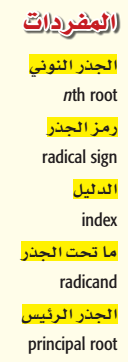 المفردات
الجذر النوني
nth root
رمز الجذر
radical sign
الدليل
index
ما تحت الجذر
radicand
الجذر الرئيس
principal root